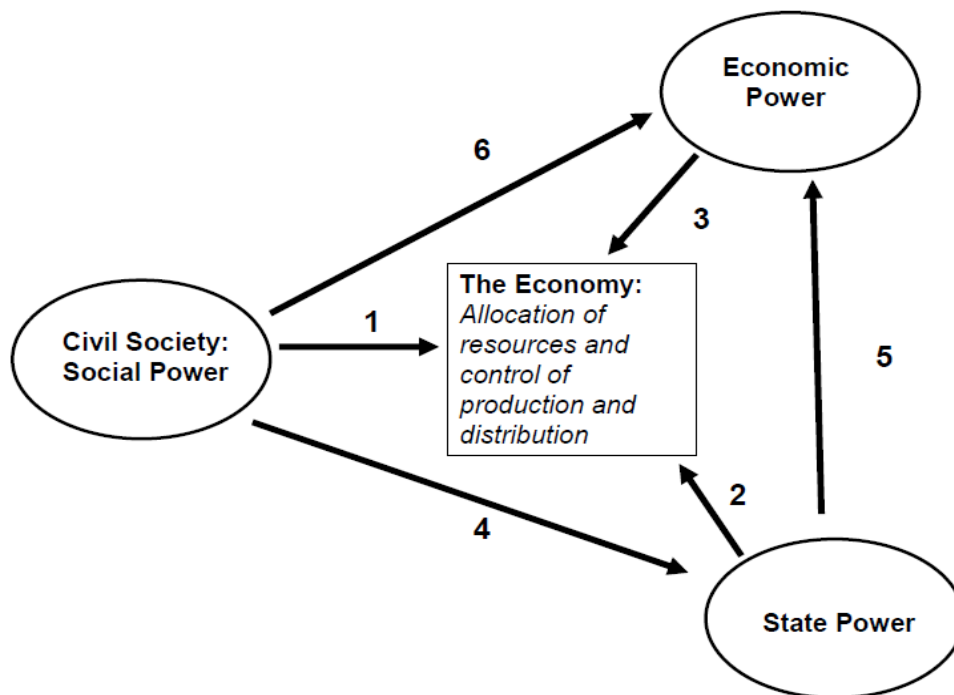 Economic
Power
6
3
The Economy:
Allocation of
resources and
control of
production and
distribution
1
Civil Society:
Social Power
5
2
4
State Power